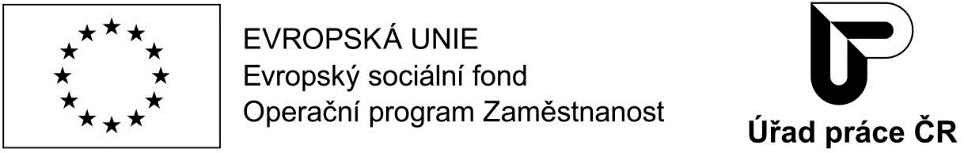 EVROPSKÁ UNIE
Evropský sociální fond
Operační program Zaměstnanost
Úřad práce ČR